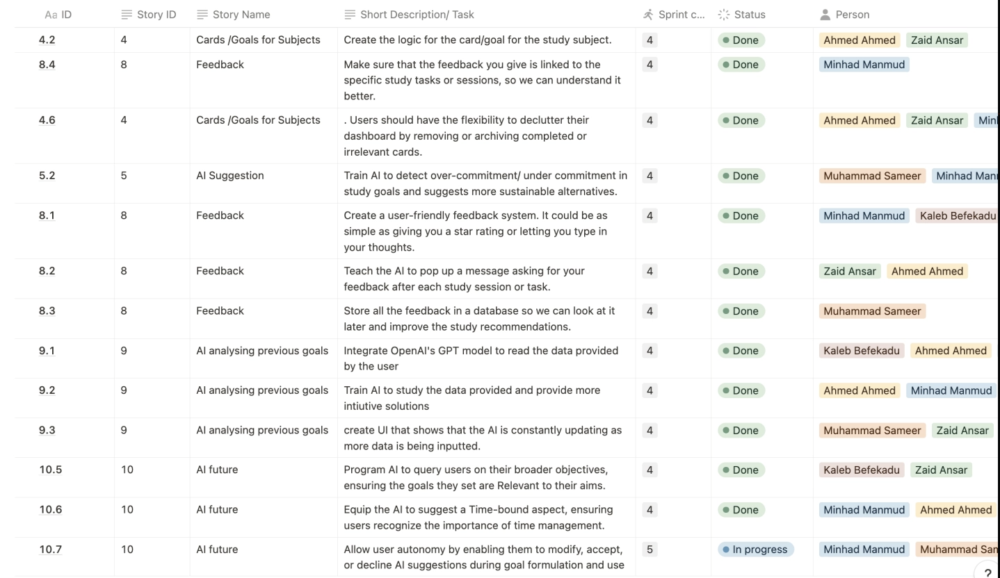 Aa ID Story ID Story Name Short Description/ Task Sprint c... Status Person
4.2 4 Cards /Goals for Subjects Create the logic for the card/goal for the study subject. 4 Done Ahmed Ahmed Zaid Ansar
8.4 8 Feedback Make sure that the feedback you give is linked to the 4 Done Minhad Manmud
specific study tasks or sessions, so we can understand it
better.
4.6 4 Cards /Goals for Subjects . Users should have the flexibility to declutter their 4 Done Ahmed Ahmed Zaid Ansar
dashboard by removing or archiving completed or
irrelevant cards.
5.2 5 AI Suggestion Train AI to detect over-commitment/ under commitment in 4 Done Muhammad Sameer Minhad
study goals and suggests more sustainable alternatives.
8.1 8 Feedback Create a user-friendly feedback system. It could be as 4 Done Minhad Manmud Kaleb Befekadu
simple as giving you a star rating or letting you type in
your thoughts.
8.2 8 Feedback Teach the AI to pop up a message asking for your 4 Done Zaid Ansar Ahmed Ahmed
feedback after each study session or task.
8.3 8 Feedback Store all the feedback in a database so we can look at it 4 Done Muhammad Sameer
later and improve the study recommendations.
9.1 9 AI analysing previous goals Integrate OpenAI's GPT model to read the data provided 4 Done Kaleb Befekadu Ahmed Ahmed
by the user
9.2 9 AI analysing previous goals Train AI to study the data provided and provide more 4 Done Ahmed Ahmed Minhad Manmud
intiutive solutions
9.3 9 AI analysing previous goals create UI that shows that the AI is constantly updating as 4 Done Muhammad Sameer Zaid Ansar
more data is being inputted.
10.5 10 AI future Program AI to query users on their broader objectives, 4 Done Kaleb Befekadu Zaid Ansar
ensuring the goals they set are Relevant to their aims.
10.6 10 AI future Equip the AI to suggest a Time-bound aspect, ensuring 4 Done Minhad Manmud Ahmed Ahmed
users recognize the importance of time management.
10.7 10 AI future Allow user autonomy by enabling them to modify, accept, 5 In progress Minhad Manmud Muhammad
or decline AI suggestions during goal formulation and use
?